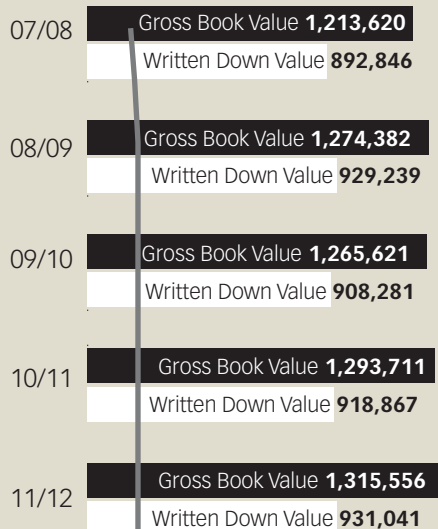 07/08
Gross Book Value 1,213,620
Written Down Value 892,846
08/09
Gross Book Value 1,274,382
Written Down Value 929,239
09/10
Gross Book Value 1,265,621
Written Down Value 908,281
10/11
Gross Book Value 1,293,711
Written Down Value 918,867
11/12
Gross Book Value 1,315,556
Written Down Value 931,041